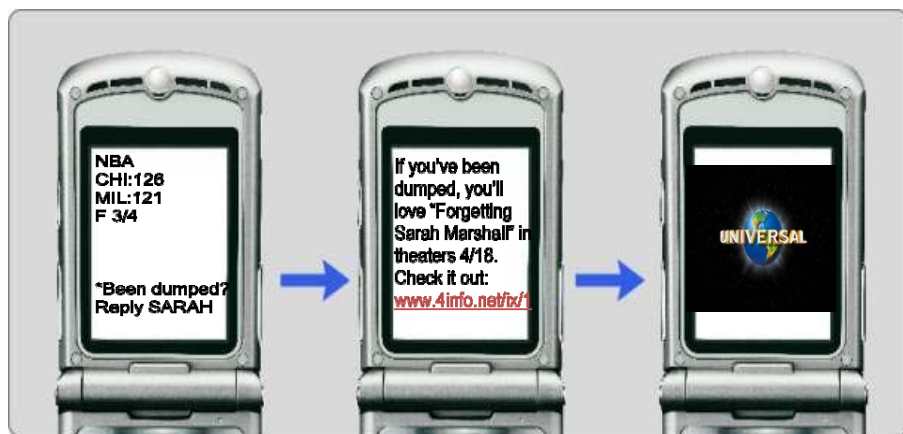 NBA
CHI:126
MIL:121
F 3/4
*Been dumped?
Reply SARAH
If you've been
dumped, you'll
love "Forgetting
Sarah Marshall" in
theaters 4/18.
Check it out:
www.4info.net/ix/1
UNIVERSAL